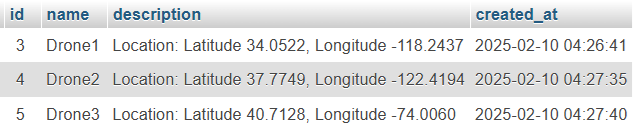 id name description created_at
3 Drone1 Location: Latitude 34.0522, Longitude -118.2437 2025-02-10 04:26:41
4 Drone2 Location: Latitude 37.7749, Longitude -122.4194 2025-02-10 04:27:35
5 Drone3 Location: Latitude 40.7128, Longitude -74.0060 2025-02-10 04:27:40